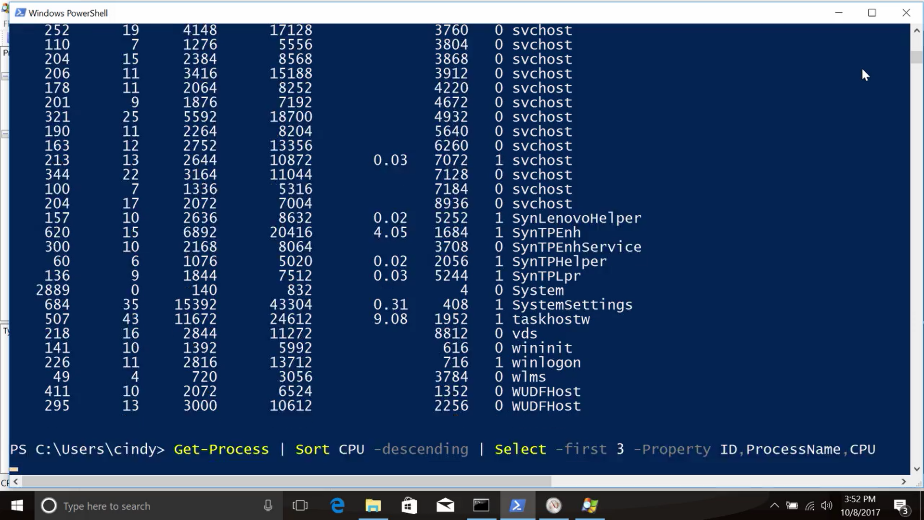 Windows PowerShell
252 19 4148 17128 3760 0 svchost
110 7 1276 5556 3804 0 svchost
204 15 2384 8568 3868 0 svchost
206 11 3416 15188 3912 0 svchost
178 11 2064 8252 4220 0 svchost
201 9 1876 7192 4672 0 svchost
321 25 5592 18700 4932 0 svchost
190 11 2264 8204 5640 0 svchost
163 12 2752 13356 6260 0 svchost
213 13 2644 10872 0.03 7072 1 svchost
344 22 3164 11044 7128 0 svchost
100 7 1336 5316 7184 0 svchost
204 17 2072 7004 8936 0 svchost
157 10 2636 8632 0.02 5252 1 SynLenovoHelper
620 15 6892 20416 4.05 1684 1 SynTPEnh
300 10 2168 8064 3708 0 SynTPEnhService
60 6 1076 5020 0.02 2056 1 SynTPHelper
136 9 1844 7512 0.03 5244 1 SynTPLpr
2889 0 140 832 4 0 System
684 35 15392 43304 0.31 408 1 SystemSettings
507 43 11672 24612 9.08 1952 1 taskhostw
218 16 2844 11272 8812 0 vds
141 10 1392 5992 616 0 wininit
226 11 2816 13712 716 1 winlogon
49 4 720 3056 3784 0 wlms
411 10 2072 6524 1352 0 WUDFHost
295 13 3000 10612 2256 0 WUDFHost
PS C:\Users\cindy> Get-Process | Sort CPU -descending | Select -first 3 -Property ID,ProcessName,CPU
Type here to search
3:52 PM
10/8/2017
3